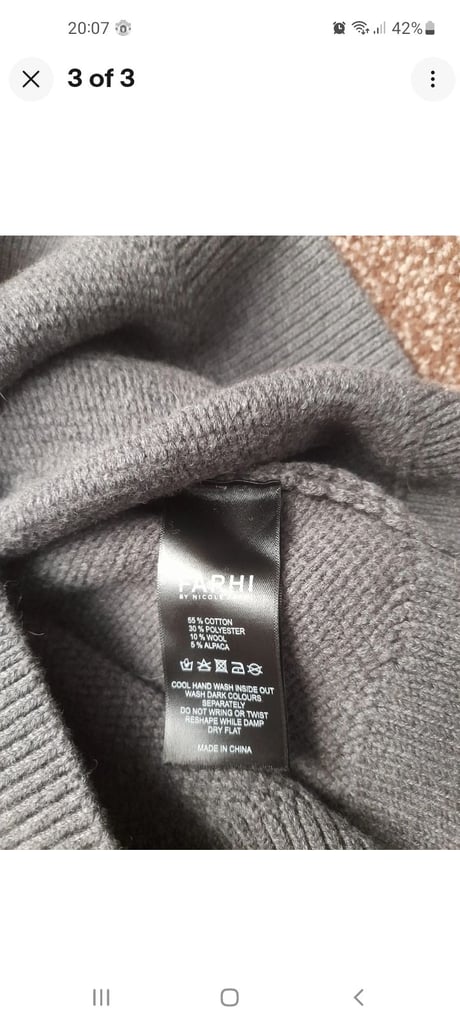 20:07
42%
3 of 3
FARHI
BY NICOLE FARHI
55% COTTON
30% POLYESTER
10% WOOL
5% ALPACA
COOL HAND WASH INSIDE OUT
WASH DARK COLOURS
SEPARATELY
DO NOT WRING OR TWIST
RESHAPE WHILE DAMP
DRY FLAT
MADE IN CHINA